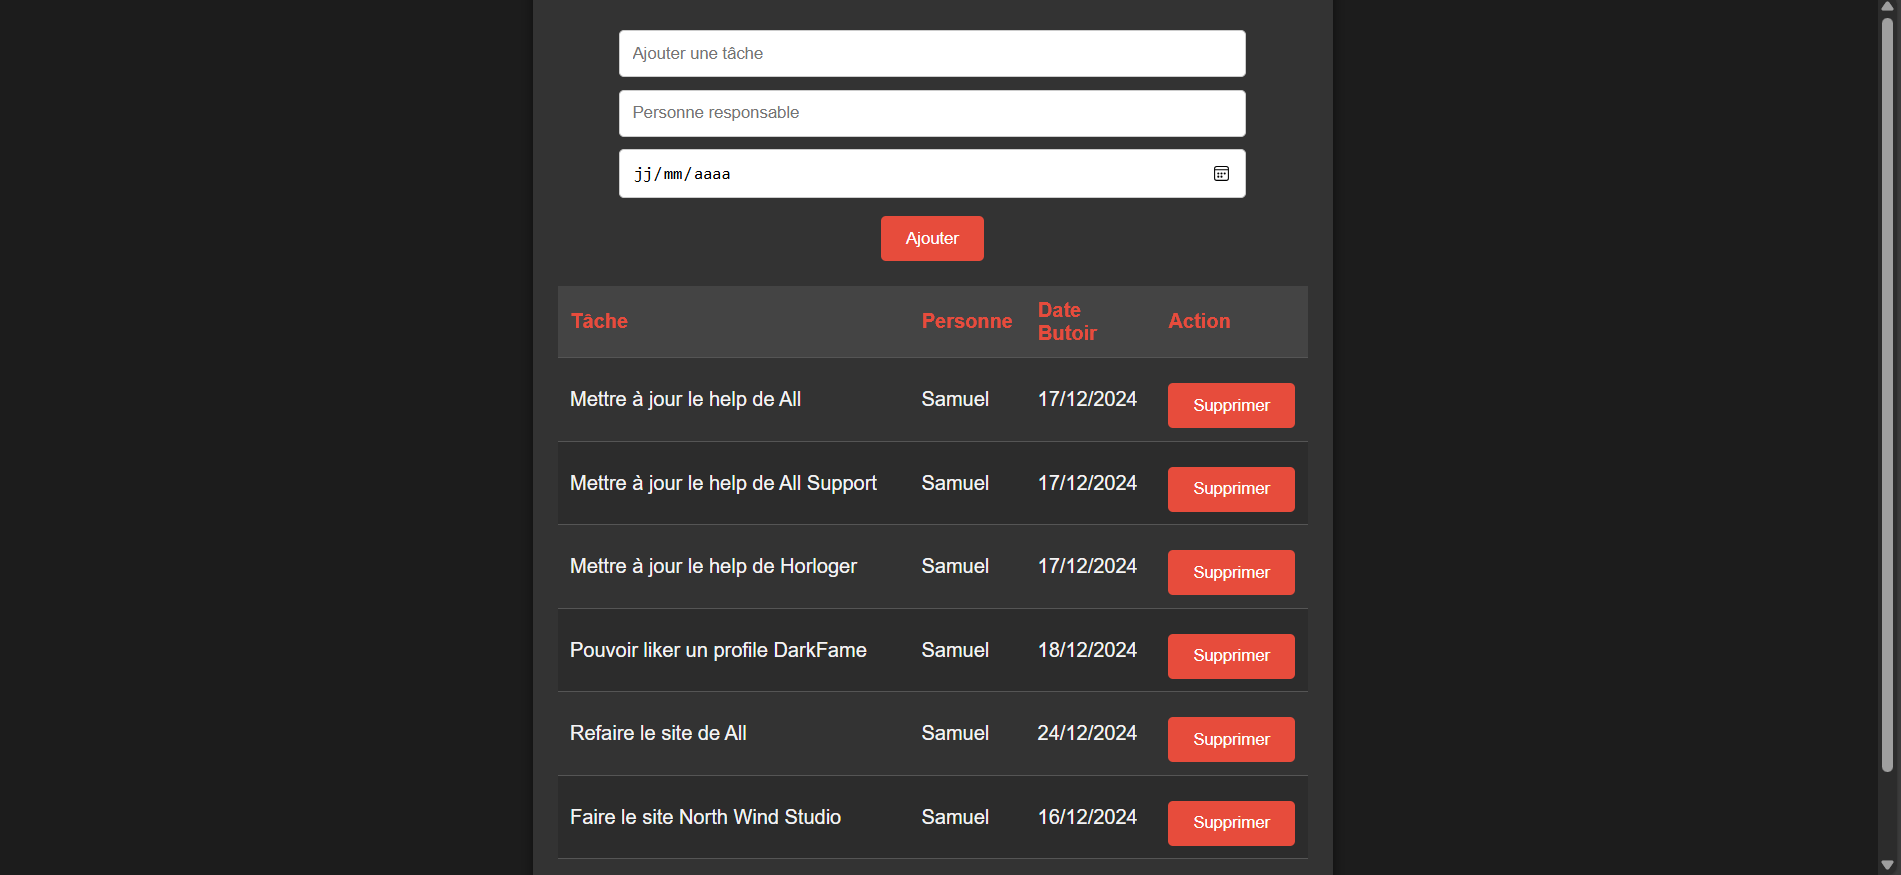 Ajouter une tâche
Personne responsable
jj/mm/aaaa
Ajouter
Tâche Personne Date Butoir Action
Mettre à jour le help de All Samuel 17/12/2024 Supprimer
Mettre à jour le help de All Support Samuel 17/12/2024 Supprimer
Mettre à jour le help de Horloger Samuel 17/12/2024 Supprimer
Pouvoir liker un profile DarkFame Samuel 18/12/2024 Supprimer
Refaire le site de All Samuel 24/12/2024 Supprimer
Faire le site North Wind Studio Samuel 16/12/2024 Supprimer